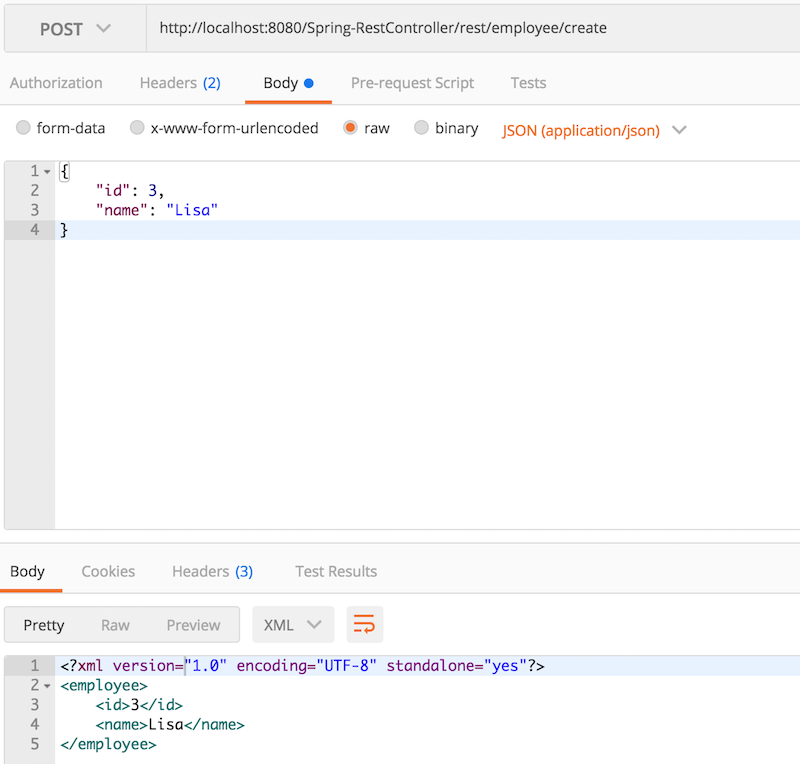 POST http://localhost:8080/Spring-RestController/rest/employee/create
Authorization Headers (2) Body Pre-request Script Tests
form-data x-www-form-urlencoded raw binary JSON (application/json)
1 {
2 "id": 3,
3 "name": "Lisa"
4 }
Body Cookies Headers (3) Test Results
Pretty Raw Preview XML
1 <?xml version="1.0" encoding="UTF-8" standalone="yes"?>
2 <employee>
3 <id>3</id>
4 <name>Lisa</name>
5 </employee>